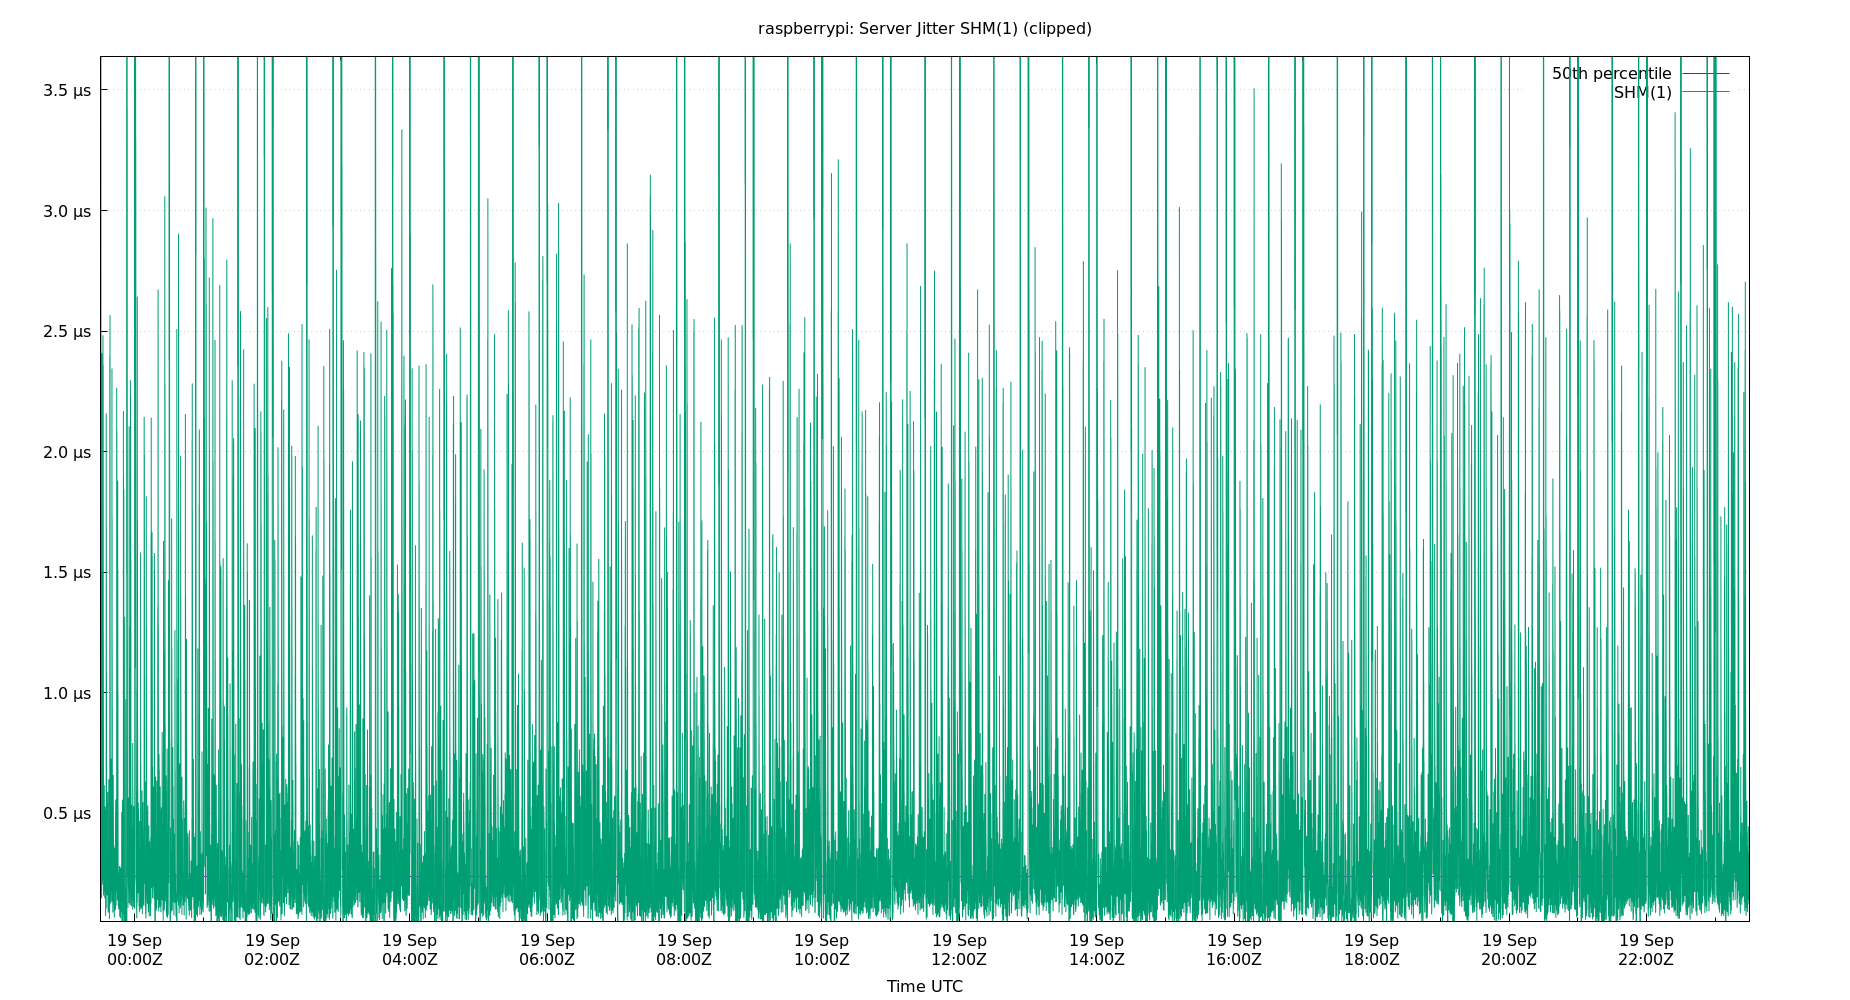 raspberrypi: Server Jitter SHM(1) (clipped)
50th percentile
SHM(1)
3.5 µs
3.0 µs
2.5 µs
2.0 µs
1.5 µs
1.0 µs
0.5 µs
19 Sep 19 Sep 19 Sep 19 Sep 19 Sep 19 Sep 19 Sep 19 Sep 19 Sep 19 Sep 19 Sep 19 Sep
00:00Z 02:00Z 04:00Z 06:00Z 08:00Z 10:00Z 12:00Z 14:00Z 16:00Z 18:00Z 20:00Z 22:00Z
Time UTC